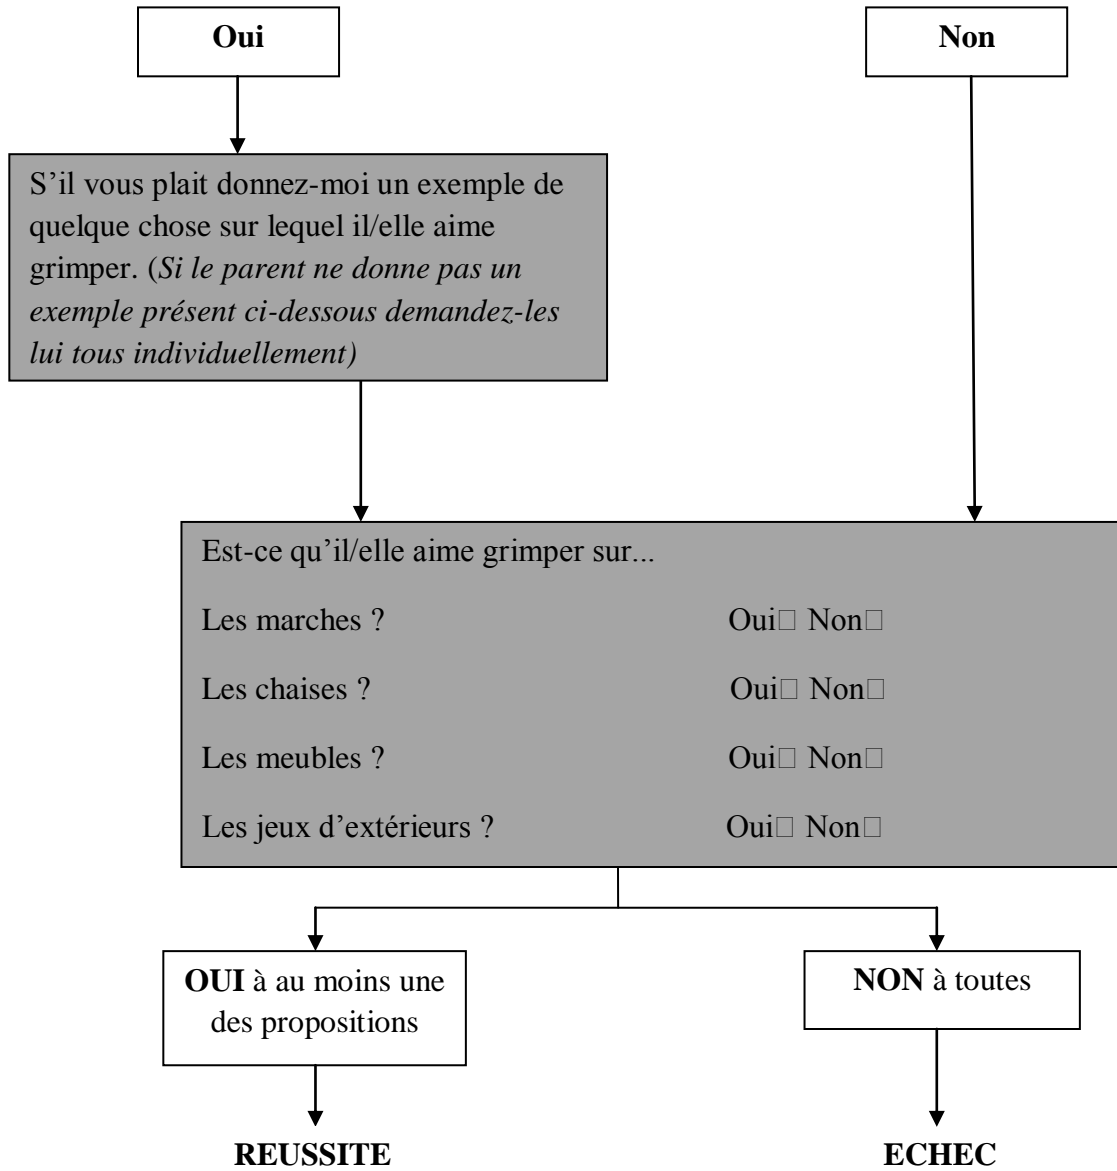 Oui
Non
S’il vous plait donnez-moi un exemple de
quelque chose sur lequel il/elle aime
grimper. (Si le parent ne donne pas un
exemple présent ci-dessous demandez-les
lui tous individuellement)
Est-ce qu’il/elle aime grimper sur...
Les marches ? Oui□ Non□
Les chaises ? Oui□ Non□
Les meubles ? Oui□ Non□
Les jeux d’extérieurs ? Oui□ Non□
OUI à au moins une
des propositions
NON à toutes
REUSSITE
ECHEC